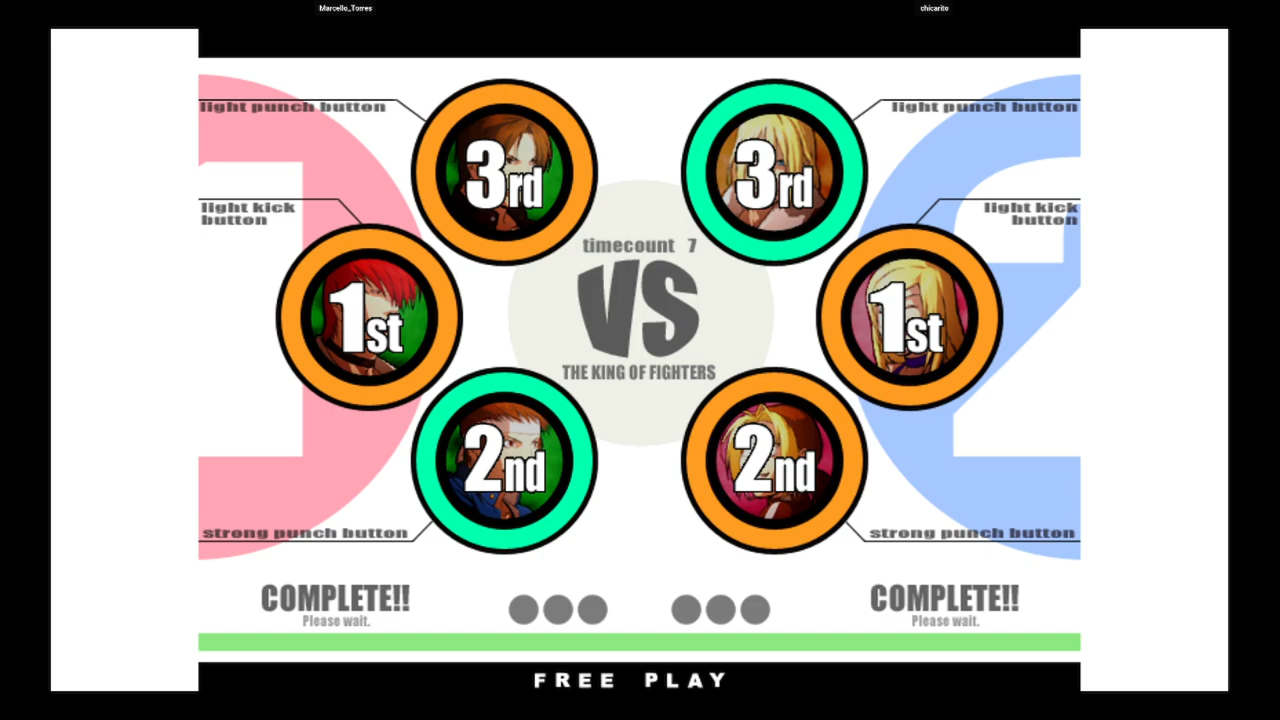 Marcello_Torres
chicarito
light punch button
3rd
3rd
light punch button
light kick
button
light kick
button
timecount 7
VS
1st
1st
THE KING OF FIGHTERS
2nd
2nd
strong punch button
strong punch button
COMPLETE!!
Please wait.
COMPLETE!!
Please wait.
FREE PLAY